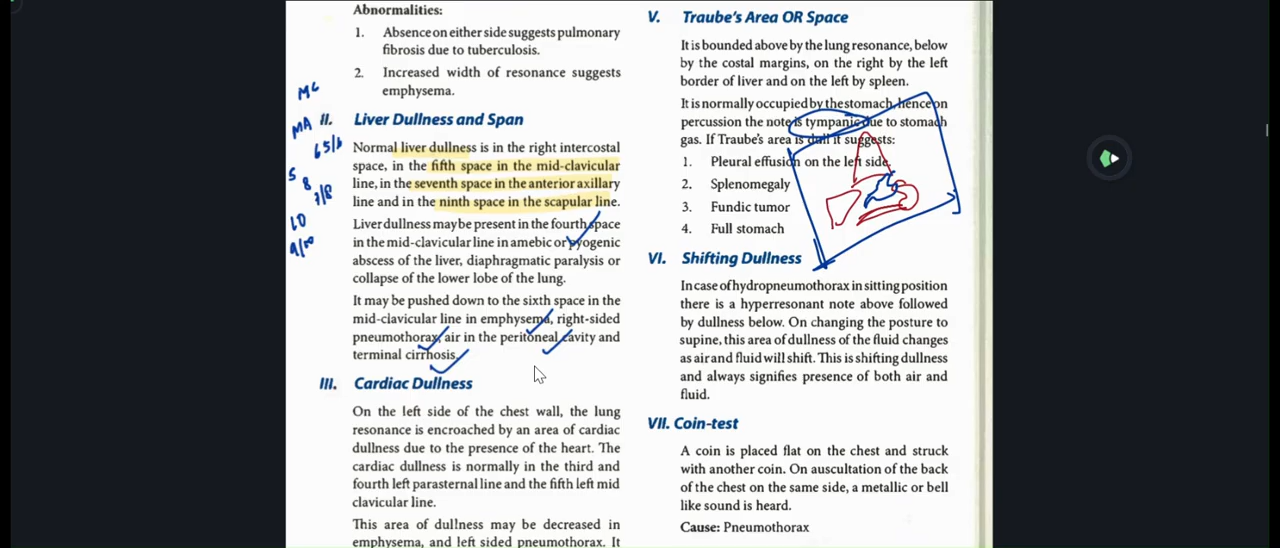 Abnormalities:
1. Absence on either side suggests pulmonary
fibrosis due to tuberculosis.
2. Increased width of resonance suggests
emphysema.
II. Liver Dullness and Span
Normal liver dullness is in the right intercostal
space, in the fifth space in the mid-clavicular
line, in the seventh space in the anterior axillary
line and in the ninth space in the scapular line.
Liver dullness may be present in the fourth space
in the mid-clavicular line in amebic or pyogenic
abscess of the liver, diaphragmatic paralysis or
collapse of the lower lobe of the lung.
It may be pushed down to the sixth space in the
mid-clavicular line in emphysema, right-sided
pneumothorax, air in the peritoneal cavity and
terminal cirrhosis.
III. Cardiac Dullness
On the left side of the chest wall, the lung
resonance is encroached by an area of cardiac
dullness due to the presence of the heart. The
cardiac dullness is normally in the third and
fourth left parasternal line and the fifth left mid
clavicular line.
This area of dullness may be decreased in
emphysema, and left sided pneumothorax. It
MA
5
8
7/8
V. Traube's Area OR Space
It is bounded above by the lung resonance, below
by the costal margins, on the right by the left
border of liver and on the left by spleen.
It is normally occupied by the stomach, hence on
percussion the note is tympanic due to stomach
gas. If Traube's area is dull it suggests:
1. Pleural effusion on the left side
2. Splenomegaly
3. Fundic tumor
4. Full stomach
VI. Shifting Dullness
In case of hydropneumothorax in sitting position
there is a hyperresonant note above followed
by dullness below. On changing the posture to
supine, this area of dullness of the fluid changes
as air and fluid will shift. This is shifting dullness
and always signifies presence of both air and
fluid.
VII. Coin-test
A coin is placed flat on the chest and struck
with another coin. On auscultation of the back
of the chest on the same side, a metallic or bell
like sound is heard.
Cause: Pneumothorax